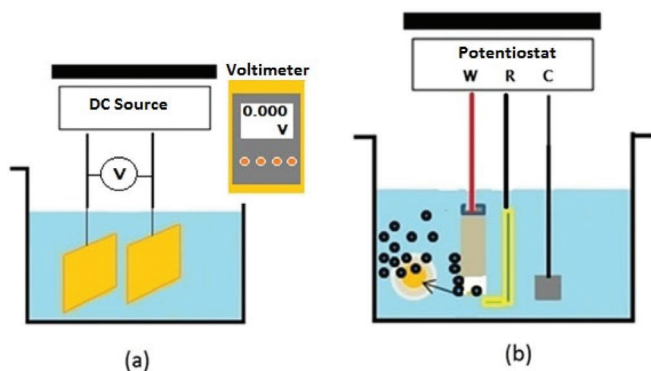 DC Source
Voltimeter
0.000
V
V
(a)
Potentiostat
W R C
(b)